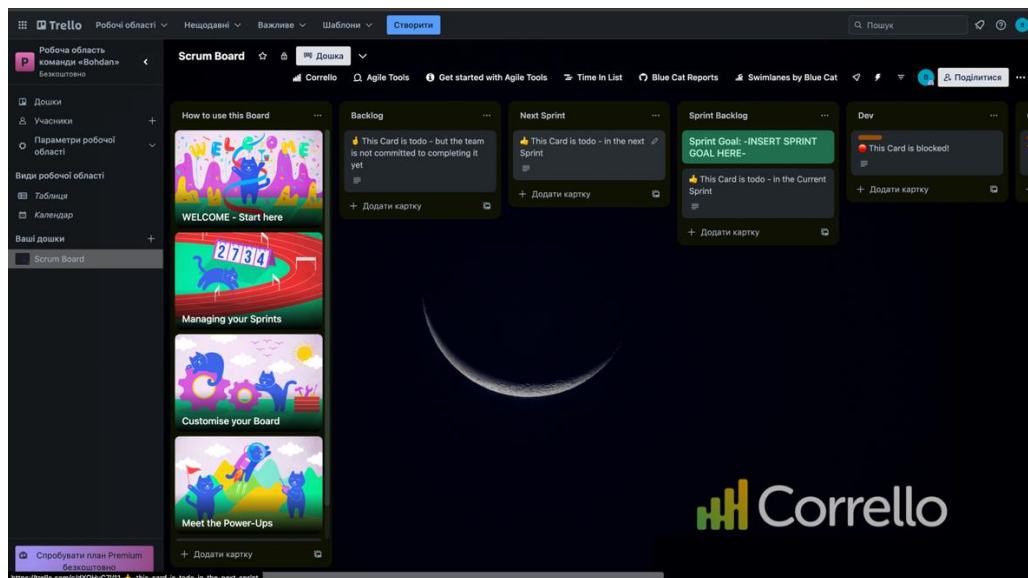 Trello
Робочі області
Нещодавні
Важливе
Шаблони
Створити
Пошук
P
Робоча область
команди «Bohdan»
Безкоштовно
Дошки
Учасники
Параметри робочої
області
Види робочої області
Таблиця
Календар
Ваші дошки
Scrum Board
Спробувати план Premium
безкоштовно
Scrum Board
Дошка
Corrello
Agile Tools
Get started with Agile Tools
Time In List
Blue Cat Reports
Swimlanes by Blue Cat
Поділитися
How to use this Board
WELCOME
WELCOME - Start here
2734
Managing your Sprints
Customise your Board
Meet the Power-Ups
+ Додати картку
Backlog
This Card is todo - but the team
is not committed to completing it
yet
+ Додати картку
Next Sprint
This Card is todo - in the next
Sprint
+ Додати картку
Sprint Backlog
Sprint Goal: -INSERT SPRINT
GOAL HERE-
This Card is todo - in the Current
Sprint
+ Додати картку
Dev
This Card is blocked!
+ Додати картку
Corrello